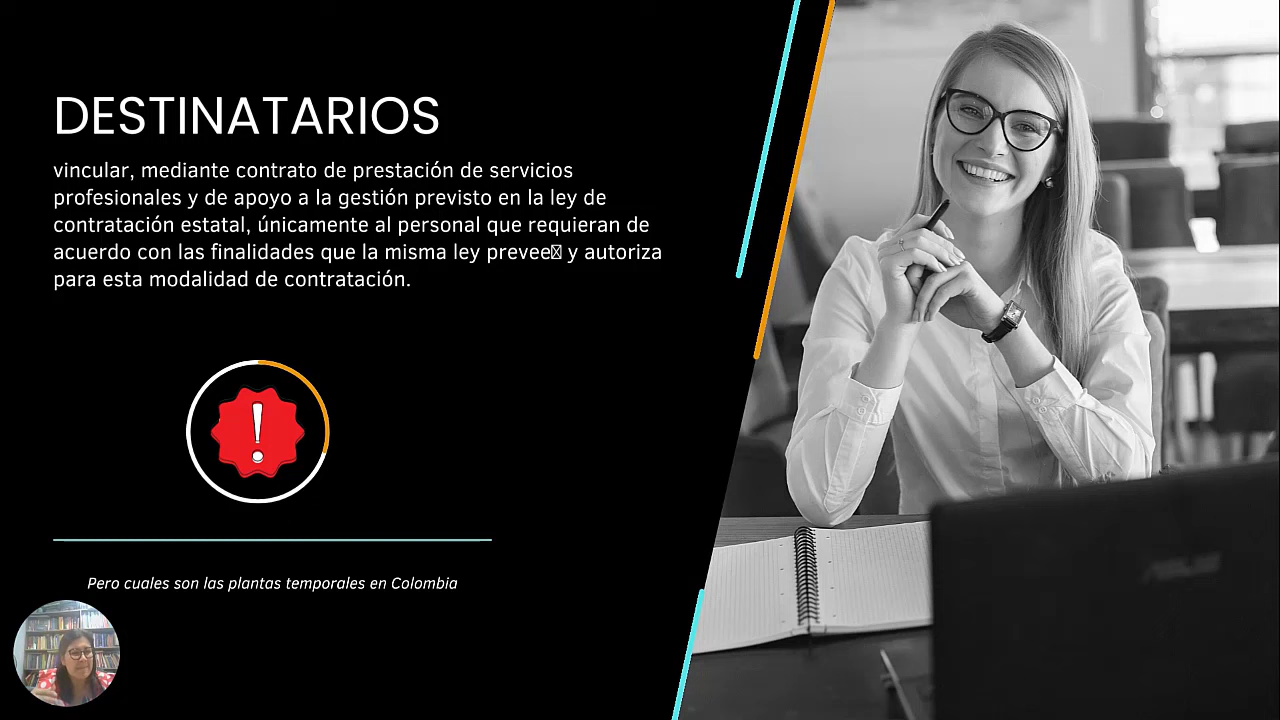 DESTINATARIOS
vincular, mediante contrato de prestación de servicios
profesionales y de apoyo a la gestión previsto en la ley de
contratación estatal, únicamente al personal que requieran de
acuerdo con las finalidades que la misma ley prevee y autoriza
para esta modalidad de contratación.
!
Pero cuales son las plantas temporales en Colombia